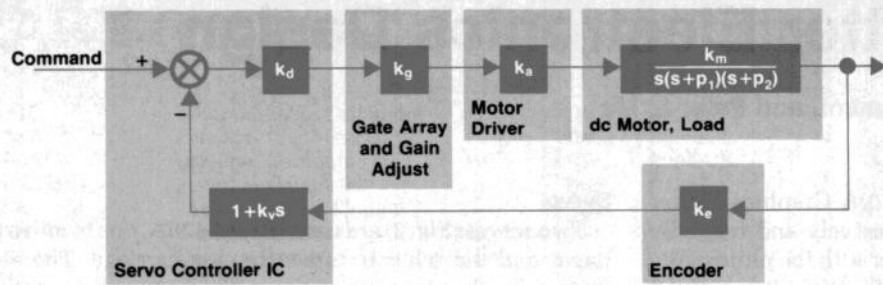 Command
+
−
k_d
k_g
k_a
k_m
s(s+p_1)(s+p_2)
Gate Array
and Gain
Adjust
Motor
Driver
dc Motor, Load
1+k_vs
k_e
Servo Controller IC
Encoder